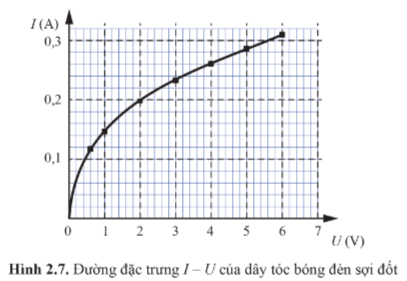 I (A)
0,3
0,2
0,1
0 1 2 3 4 5 6 7
U (V)
Hình 2.7. Đường đặc trưng I – U của dây tóc bóng đèn sợi đốt